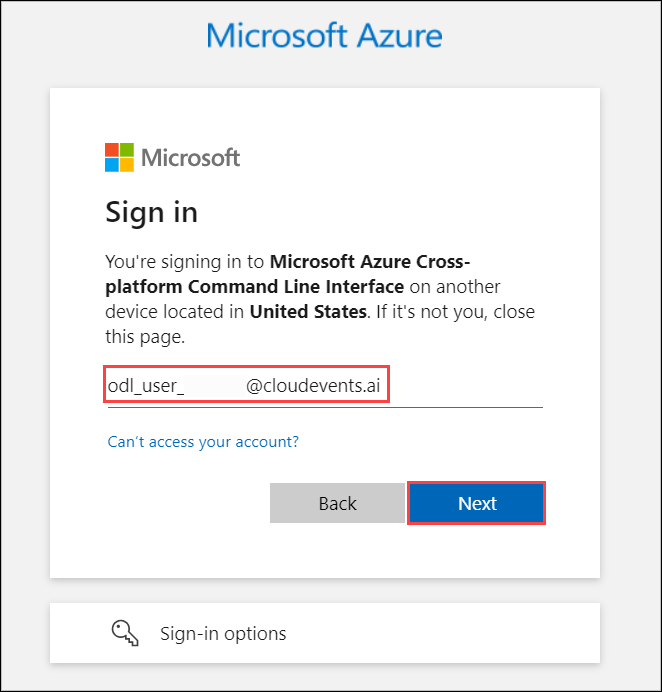 Microsoft Azure
Microsoft
Sign in
You're signing in to Microsoft Azure Cross-
platform Command Line Interface on another
device located in United States. If it's not you, close
this page.
odl_user_ @cloudevents.ai
Can't access your account?
Back Next
Sign-in options